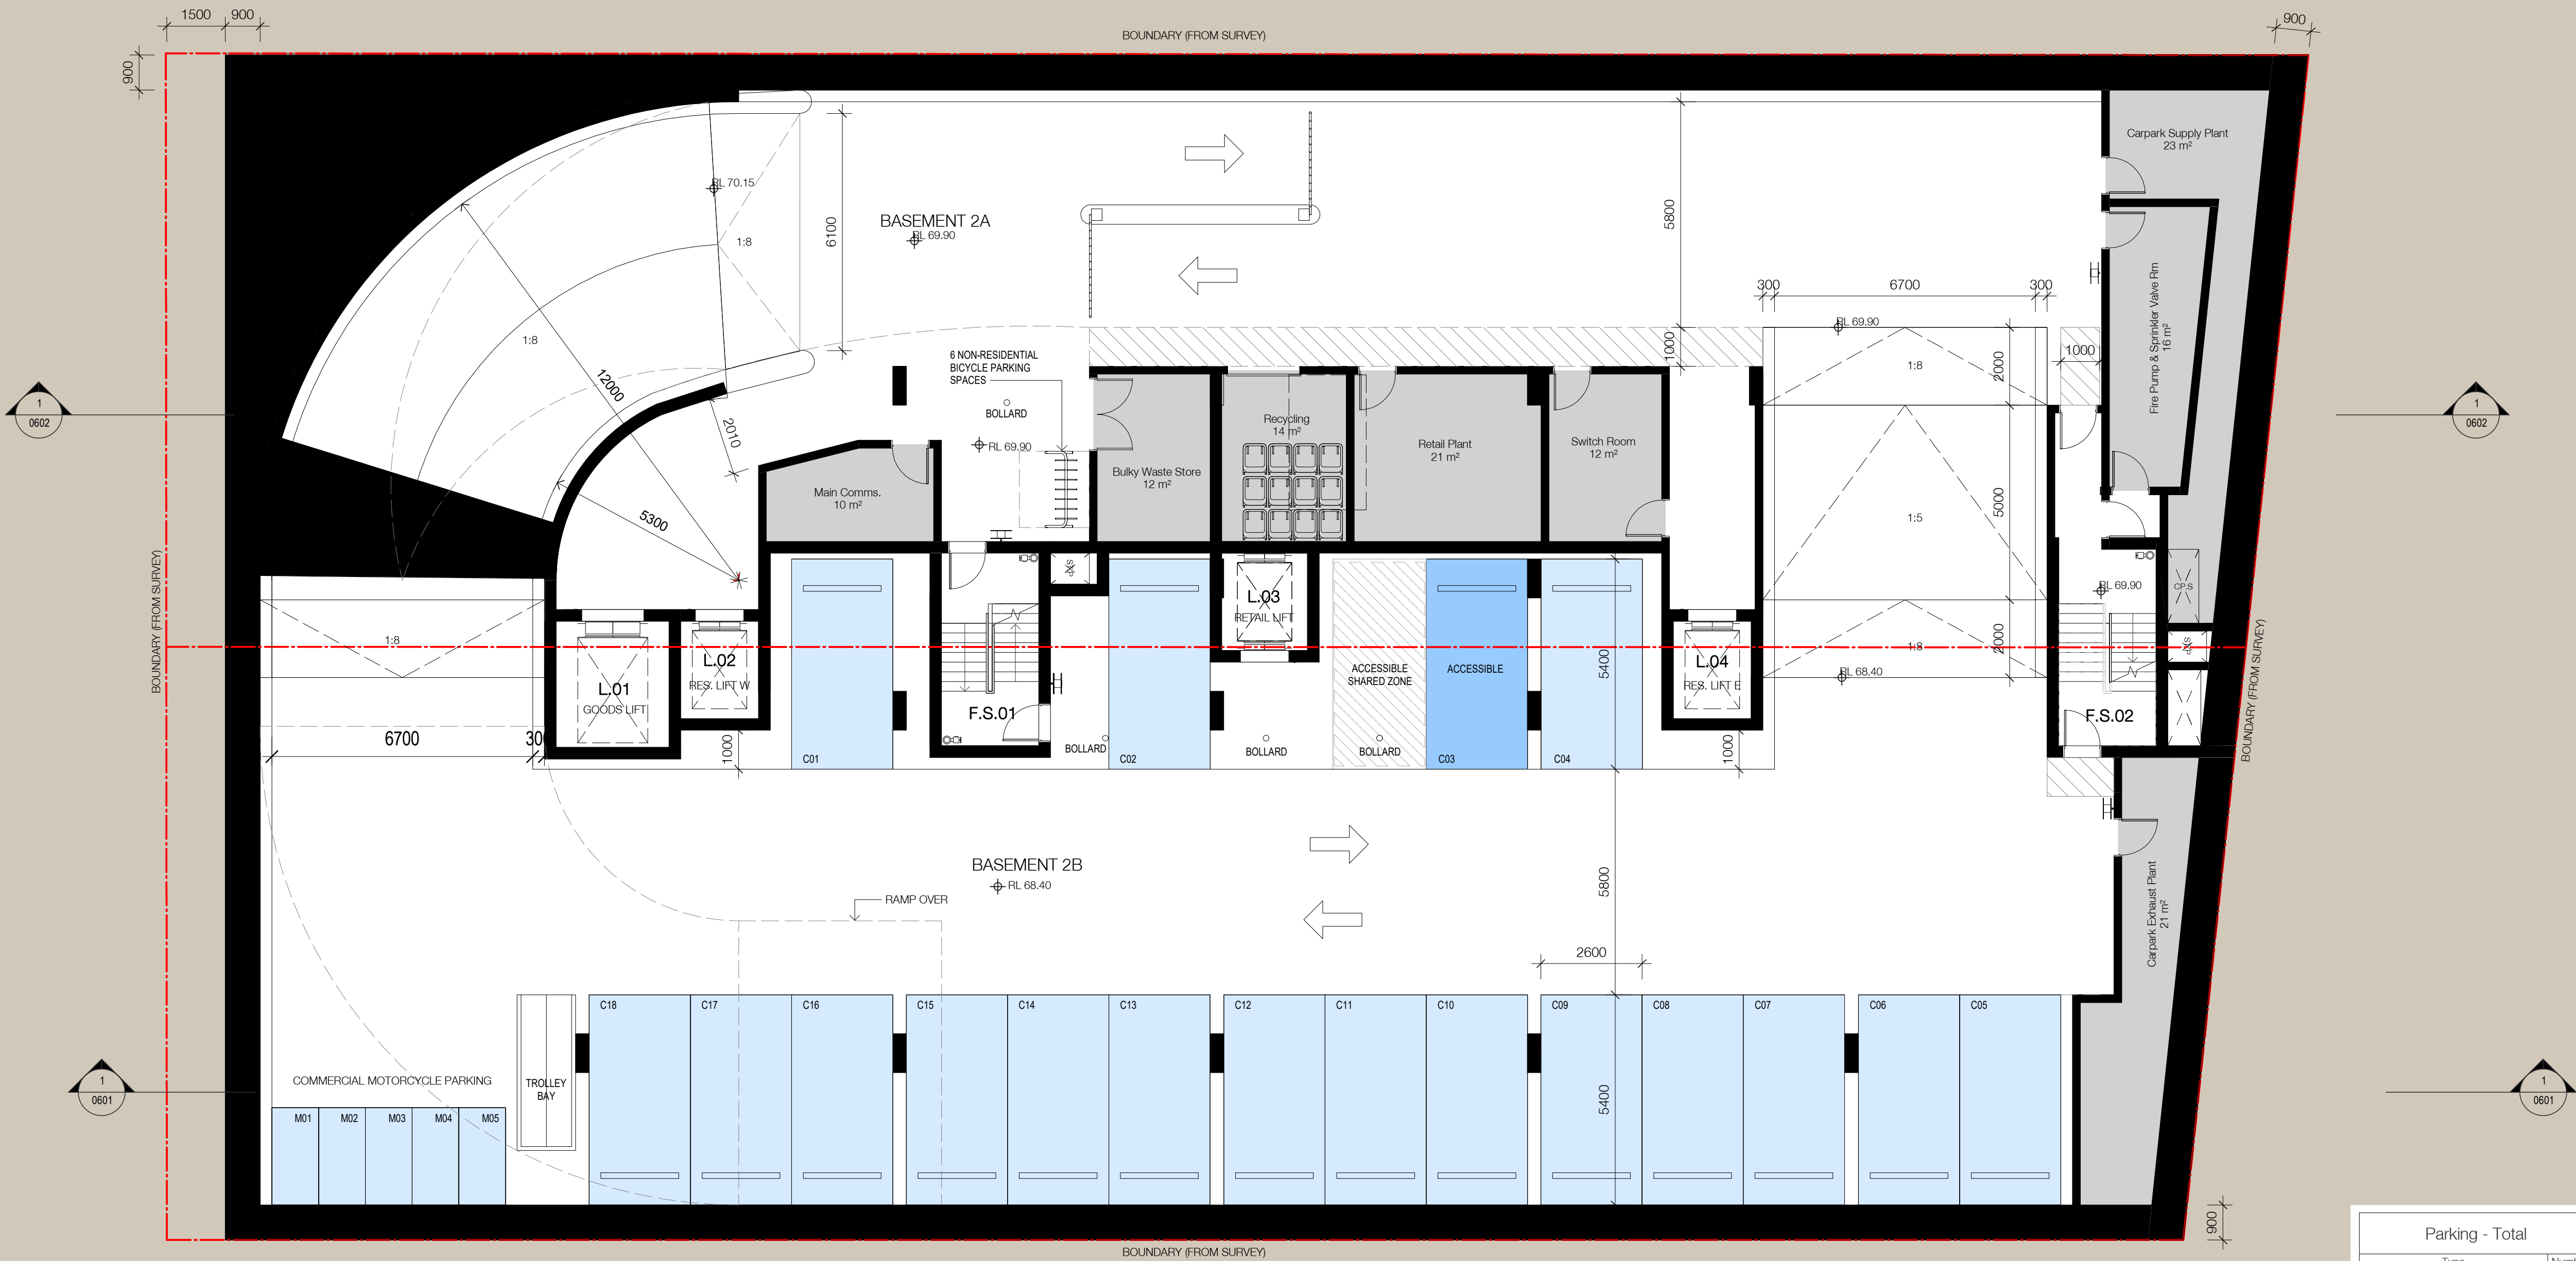 1500
900
900
BOUNDARY (FROM SURVEY)
900
Carpark Supply Plant
23 m²
RL 70.15
BASEMENT 2A
RL 69.90
1:8
6100
5800
Fire Pump & Sprinkler Valve Rm
16 m²
300
6700
300
RL 69.90
1:8
1:8
12000
6 NON-RESIDENTIAL
BICYCLE PARKING
SPACES
1000
1000
2000
1
0602
1
0602
BOLLARD
2010
RL 69.90
Recycling
14 m²
Retail Plant
21 m²
Switch Room
12 m²
Bulky Waste Store
12 m²
Main Comms.
10 m²
5300
5000
1:5
BOUNDARY (FROM SURVEY)
RL 69.90
CP.S
L.03
RETAIL LIFT
1:8
1:8
2000
L.01
GOODS LIFT
L.02
RES. LIFT W
5400
ACCESSIBLE
SHARED ZONE
ACCESSIBLE
L.04
RES. LIFT E
RL 68.40
BOUNDARY (FROM SURVEY)
F.S.01
F.S.02
6700
300
1000
BOLLARD
BOLLARD
BOLLARD
1000
C01
C02
C03
C04
BASEMENT 2B
RL 68.40
RAMP OVER
5800
Carpark Exhaust Plant
21 m²
2600
C18
C17
C16
C15
C14
C13
C12
C11
C10
C09
C08
C07
C06
C05
COMMERCIAL MOTORCYCLE PARKING
TROLLEY
BAY
5400
1
0601
1
0601
M01
M02
M03
M04
M05
900
BOUNDARY (FROM SURVEY)
Parking - Total